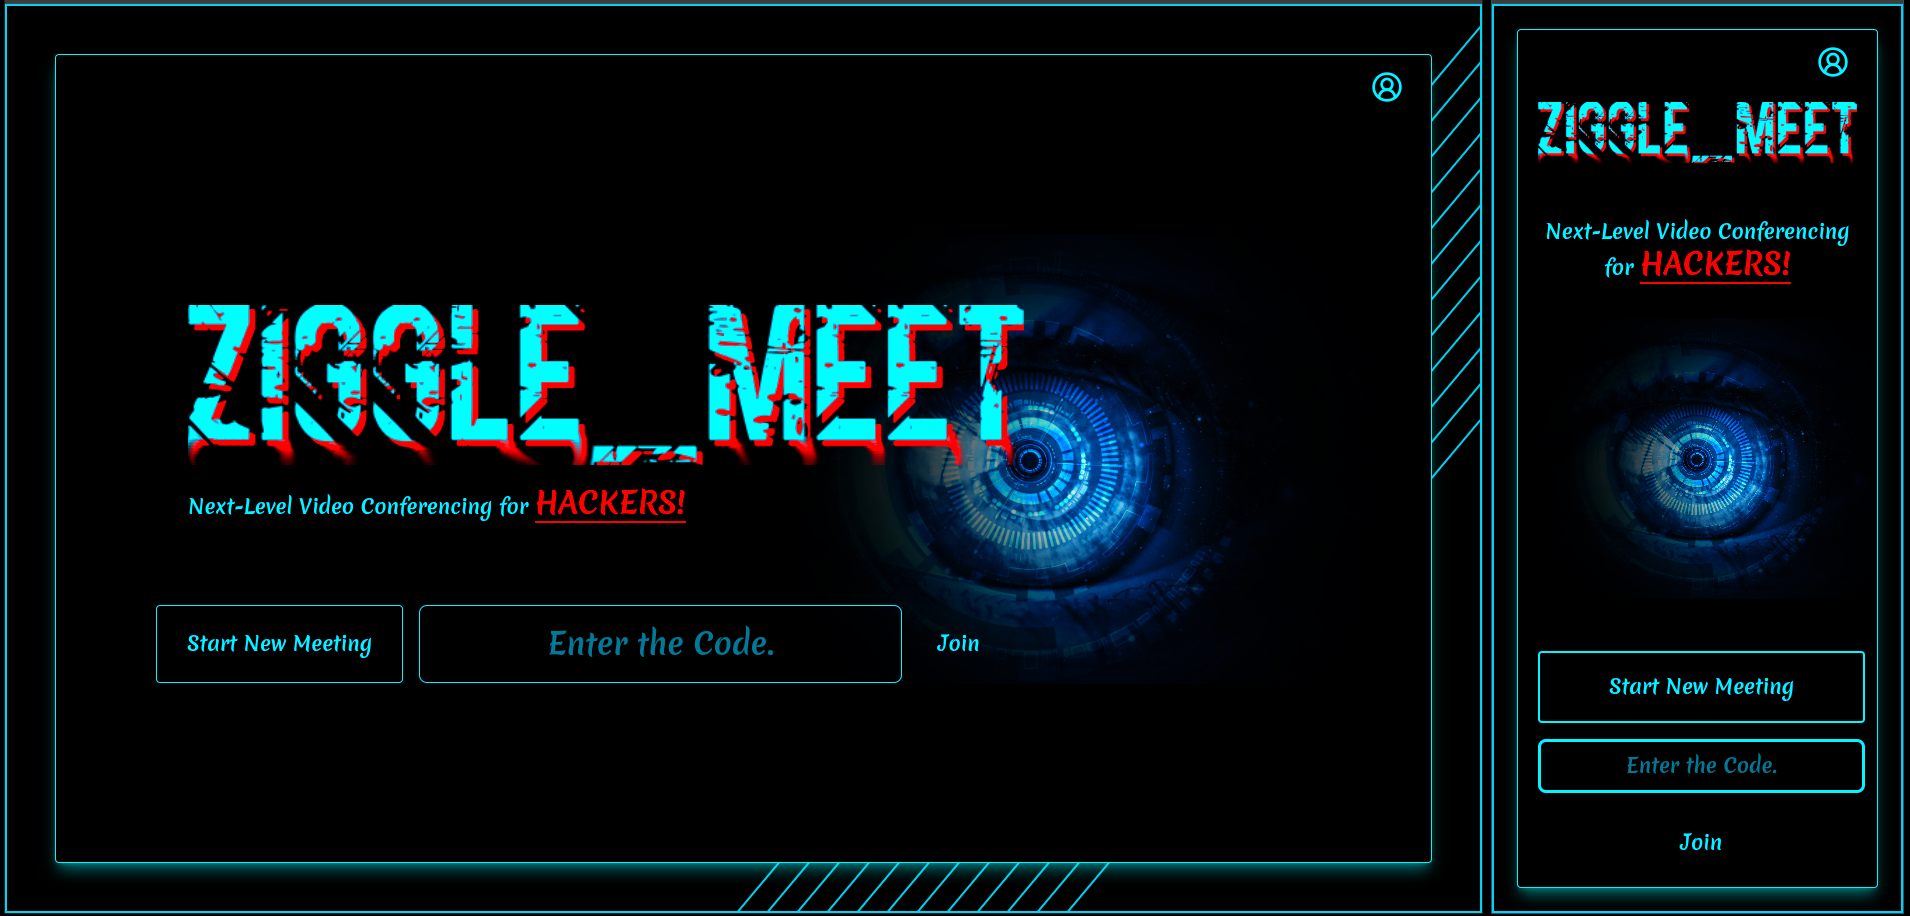 ZIGGLE_MEET
Next-Level Video Conferencing for HACKERS!
Start New Meeting
Enter the Code.
Join
ZIGGLE_MEET
Next-Level Video Conferencing
for HACKERS!
Start New Meeting
Enter the Code.
Join